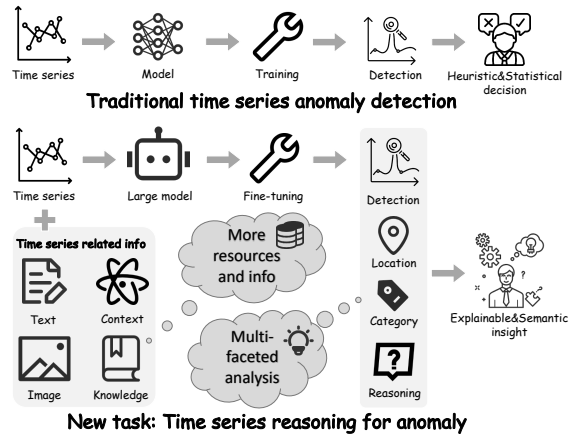 Time series
Model
Training
Detection
Heuristic&Statistical
decision
Traditional time series anomaly detection
Time series
Large model
Fine-tuning
Detection
Time series related info
Text
Context
Image
Knowledge
More
resources
and info
Multi-
faceted
analysis
Location
Category
?
Reasoning
?
Explainable&Semantic
insight
New task: Time series reasoning for anomaly